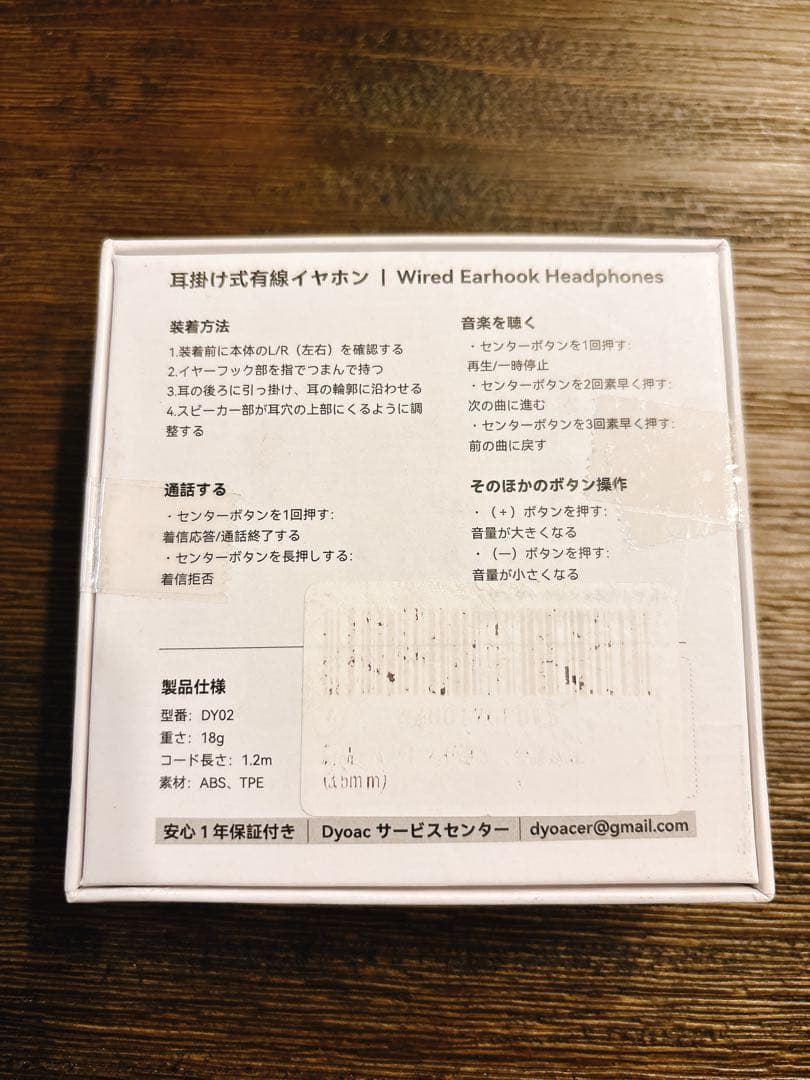 耳掛け式有線イヤホン | Wired Earhook Headphones
装着方法
1.装着前に本体のL/R（左右）を確認する
2.イヤーフック部を指でつまんで持つ
3.耳の後ろに引っ掛け、耳の輪郭に沿わせる
4.スピーカー部が耳穴の上部にくるように調
整する
音楽を聴く
・センターボタンを1回押す:
再生/一時停止
・センターボタンを2回素早く押す:
次の曲に進む
・センターボタンを3回素早く押す:
前の曲に戻す
通話する
・センターボタンを1回押す:
着信応答/通話終了する
・センターボタンを長押しする:
着信拒否
そのほかのボタン操作
・（+）ボタンを押す:
音量が大きくなる
・（—）ボタンを押す:
音量が小さくなる
製品仕様
型番: DY02
重さ: 18g
コード長さ: 1.2m
素材: ABS、TPE
安心1年保証付き | Dyoac サービスセンター | dyoacer@gmail.com